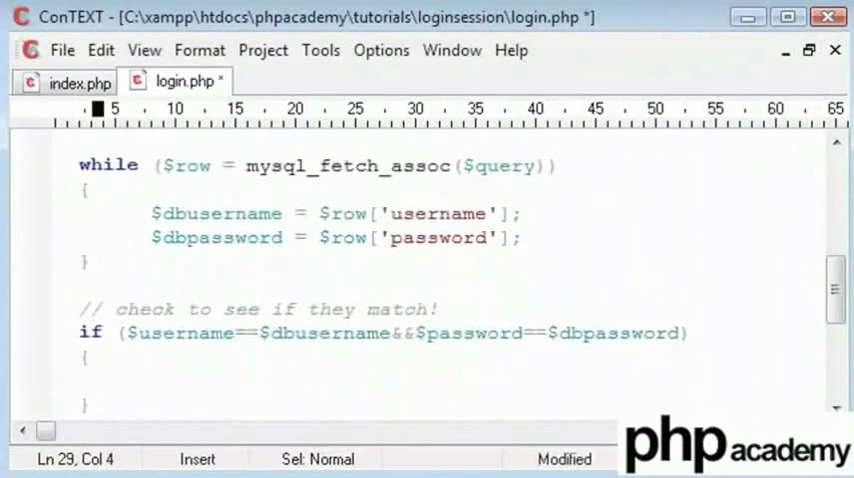 ConTEXT - [C:\xampp\htdocs\phpacademy\tutorials\loginsession\login.php *]
File Edit View Format Project Tools Options Window Help
index.php login.php *
5 10 15 20 25 30 35 40 45 50 55 60 65
while ($row = mysql_fetch_assoc($query))
{
$dbusername = $row['username'];
$dbpassword = $row['password'];
}
// check to see if they match!
if ($username==$dbusername&&$password==$dbpassword)
{
}
Ln 29, Col 4 Insert Sel: Normal Modified
php academy